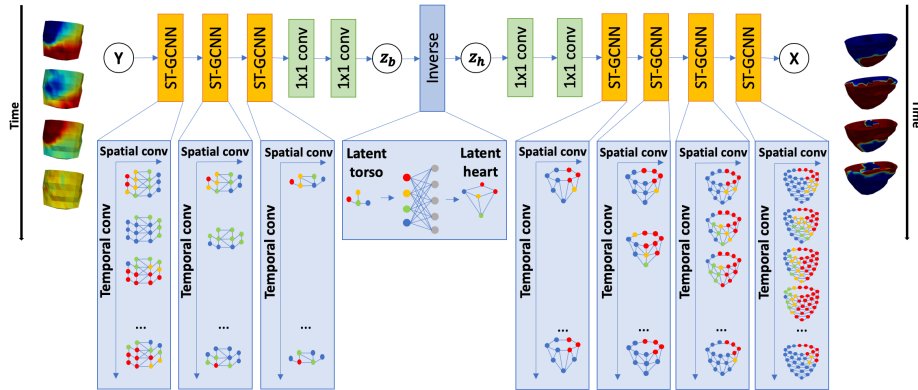 Time
Y
ST-GCNN
ST-GCNN
ST-GCNN
1x1 conv
1x1 conv
z_b
Inverse
z_h
1x1 conv
1x1 conv
ST-GCNN
ST-GCNN
ST-GCNN
ST-GCNN
X
Time
Spatial conv
Temporal conv
...
Spatial conv
Temporal conv
...
Spatial conv
Temporal conv
...
Latent
torso
Latent
heart
Spatial conv
Temporal conv
...
Spatial conv
Temporal conv
...
Spatial conv
Temporal conv
...
Spatial conv
Temporal conv
...